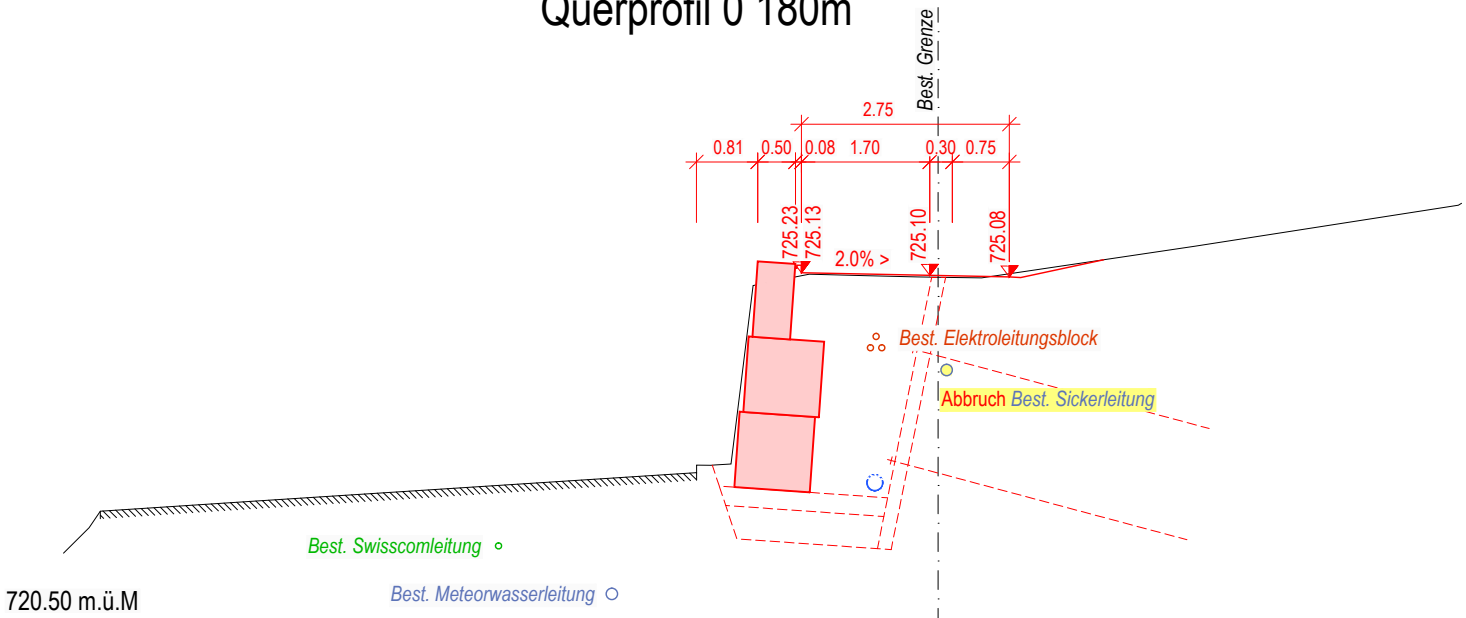 Querprofil 0 180m
Best. Grenze
2.75
0.81 0.50 0.08 1.70 0.30 0.75
725.23
725.13
725.10
725.08
2.0% >
Best. Elektroleitungsblock
Abbruch Best. Sickerleitung
Best. Swisscomleitung
Best. Meteorwasserleitung
720.50 m.ü.M